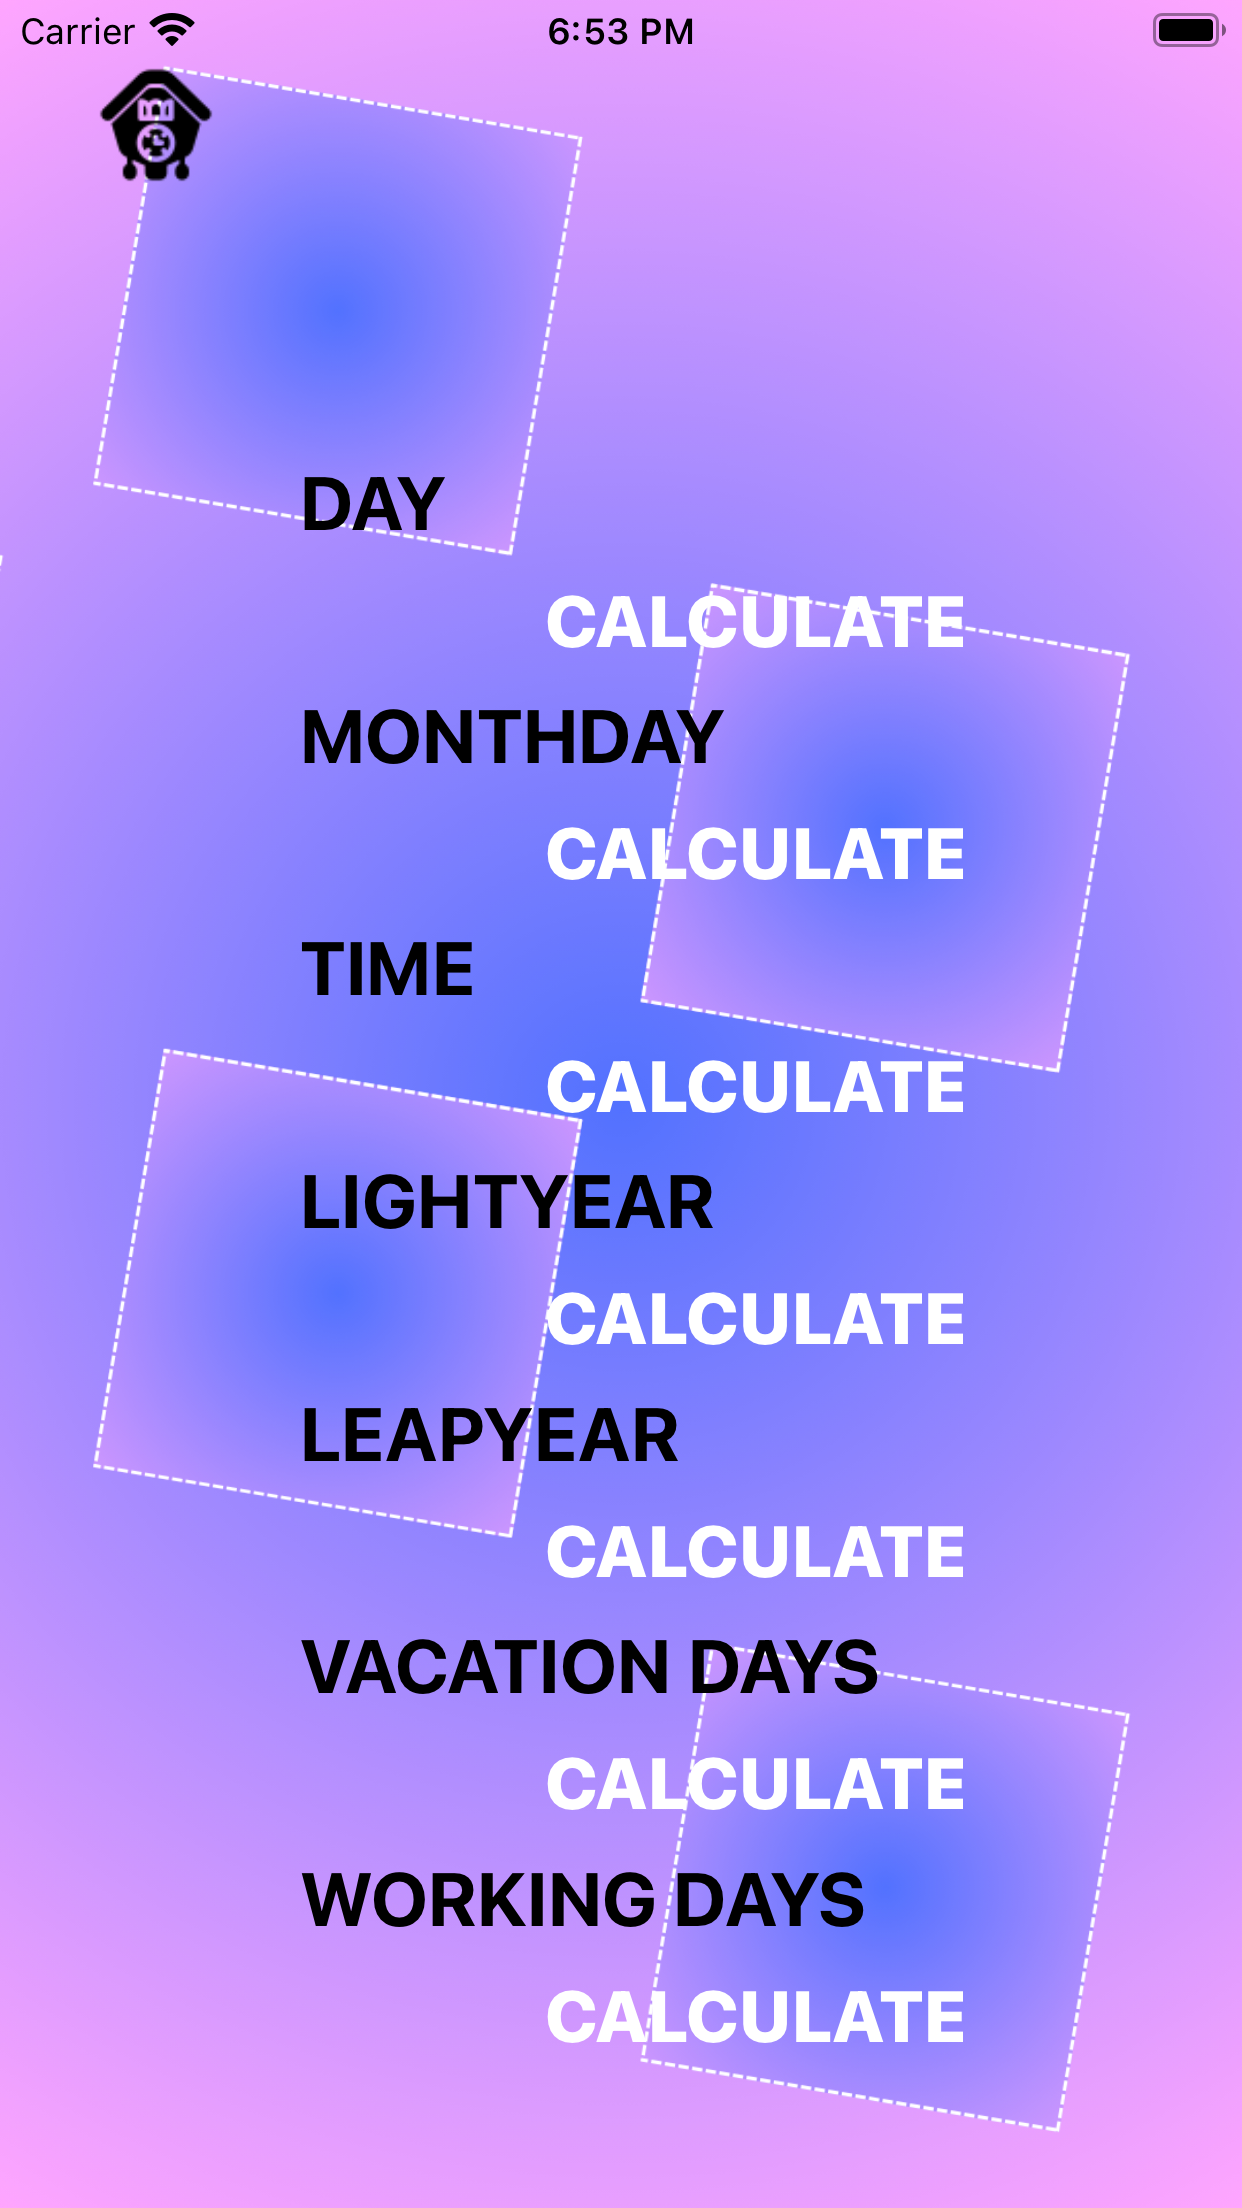 Carrier 6:53 PM
DAY
CALCULATE
MONTHDAY
CALCULATE
TIME
CALCULATE
LIGHTYEAR
CALCULATE
LEAPYEAR
CALCULATE
VACATION DAYS
CALCULATE
WORKING DAYS
CALCULATE